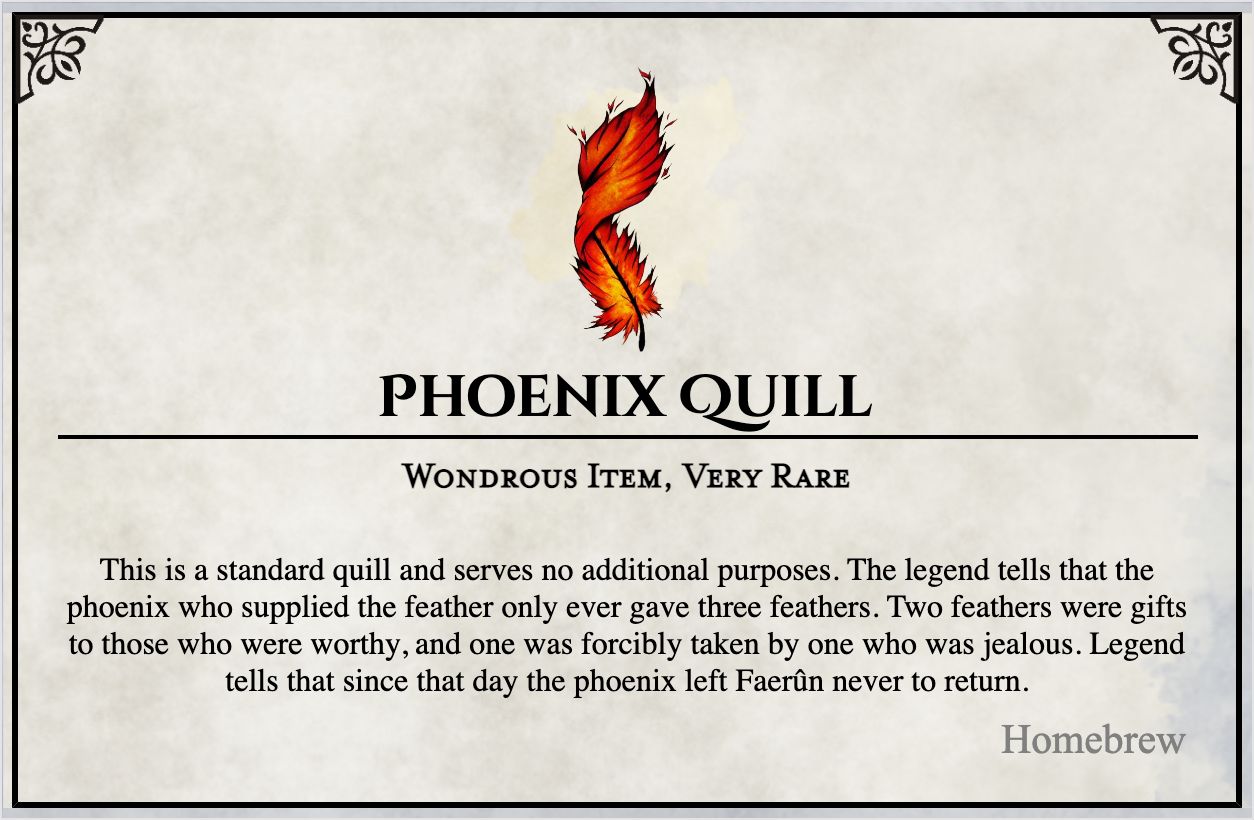 Phoenix Quill
Wondrous Item, Very Rare
This is a standard quill and serves no additional purposes. The legend tells that the
phoenix who supplied the feather only ever gave three feathers. Two feathers were gifts
to those who were worthy, and one was forcibly taken by one who was jealous. Legend
tells that since that day the phoenix left Faerûn never to return.
Homebrew